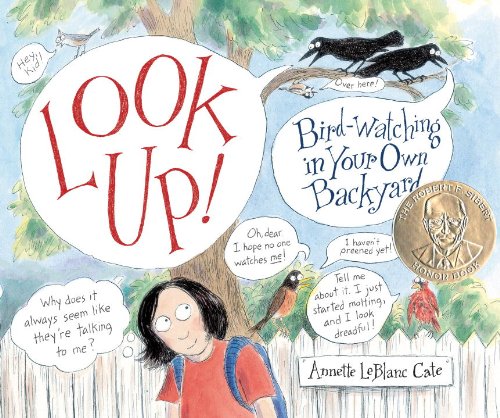 Hey,
Kid!
LOOK
UP!
Over here!
Bird-Watching
in Your Own
Backyard
THE ROBERT F. SIBERT
HONOR BOOK
Oh, dear
I hope no one
watches me!
I haven't
preened yet!
Tell me
about it. I just
started molting,
and I look
dreadful!
Why does it
always seem like
they're talking
to me?
Annette LeBlanc Cate